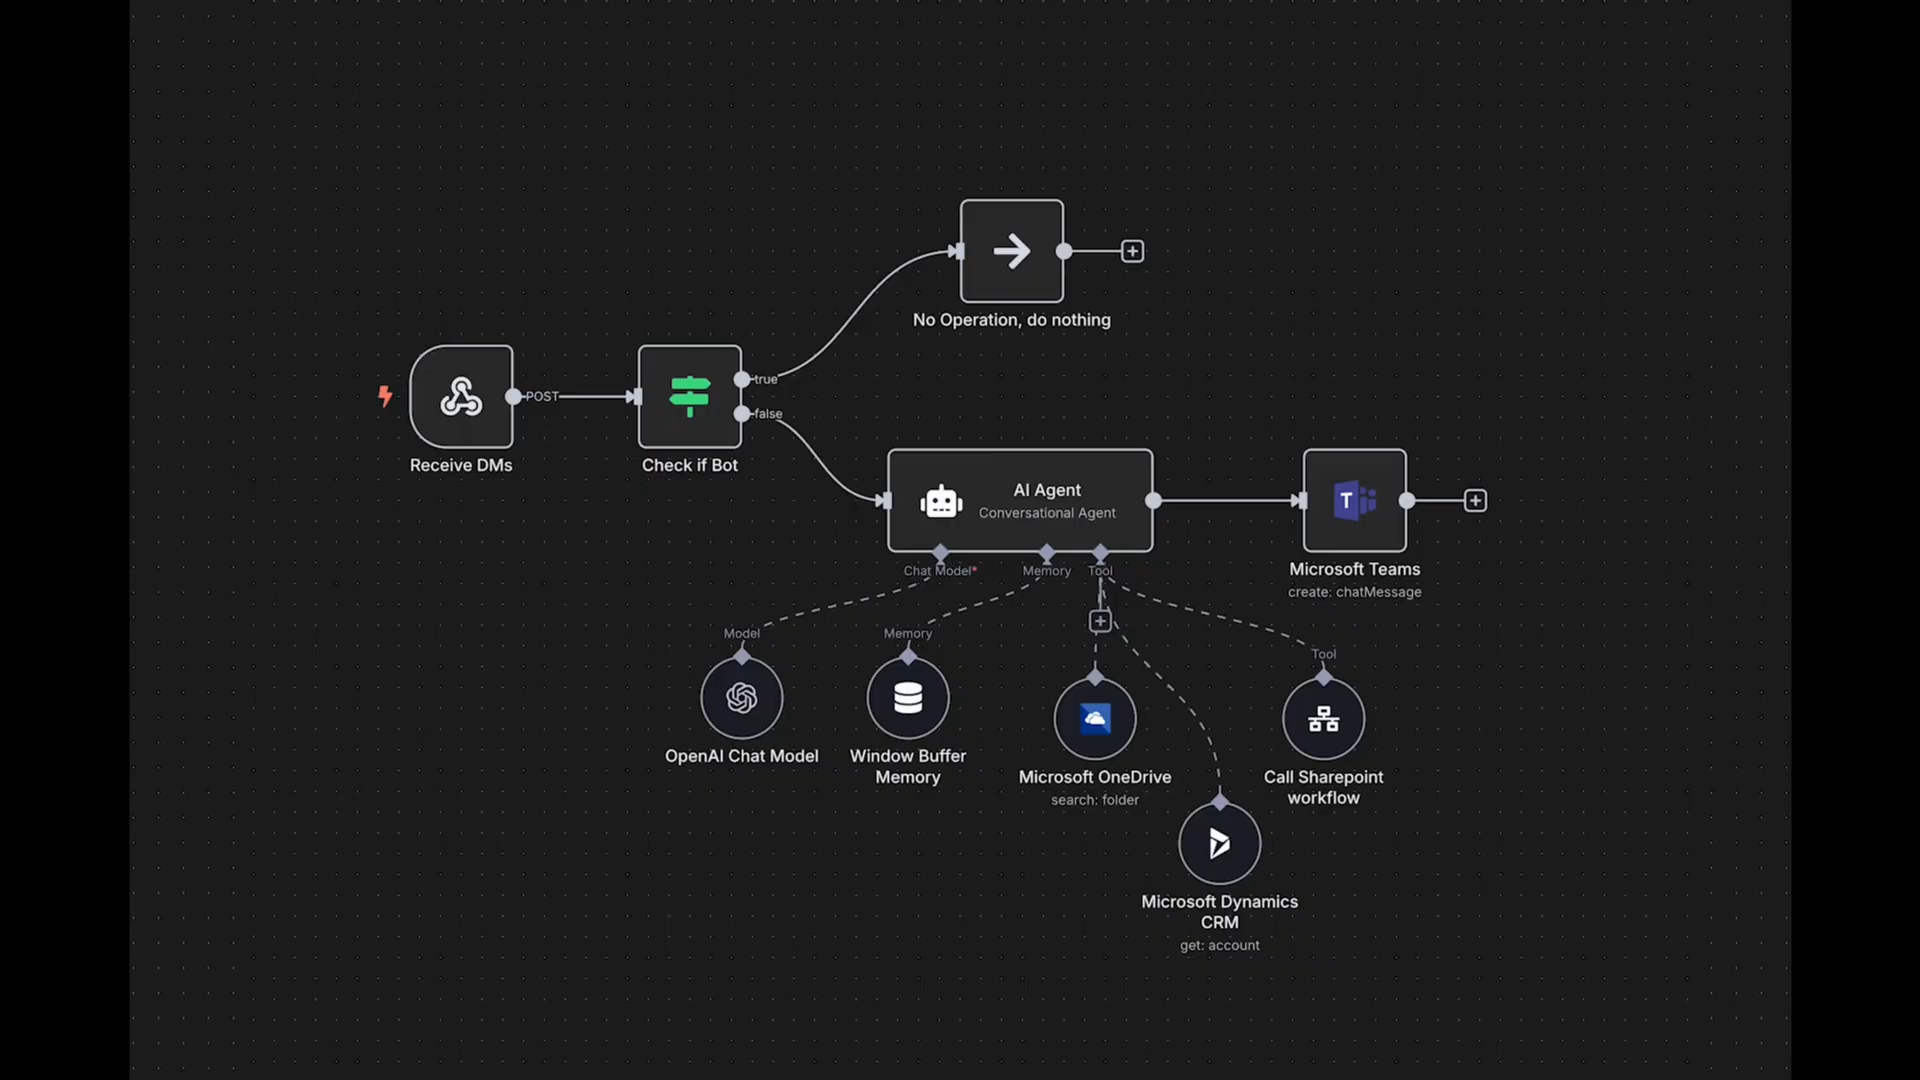 No Operation, do nothing
POST
true
false
Receive DMs
Check if Bot
AI Agent
Conversational Agent
T
Chat Model*
Memory
Tool
Microsoft Teams
create: chatMessage
Model
Memory
Tool
OpenAI Chat Model
Window Buffer
Memory
Microsoft OneDrive
search: folder
Call Sharepoint
workflow
Microsoft Dynamics
CRM
get: account